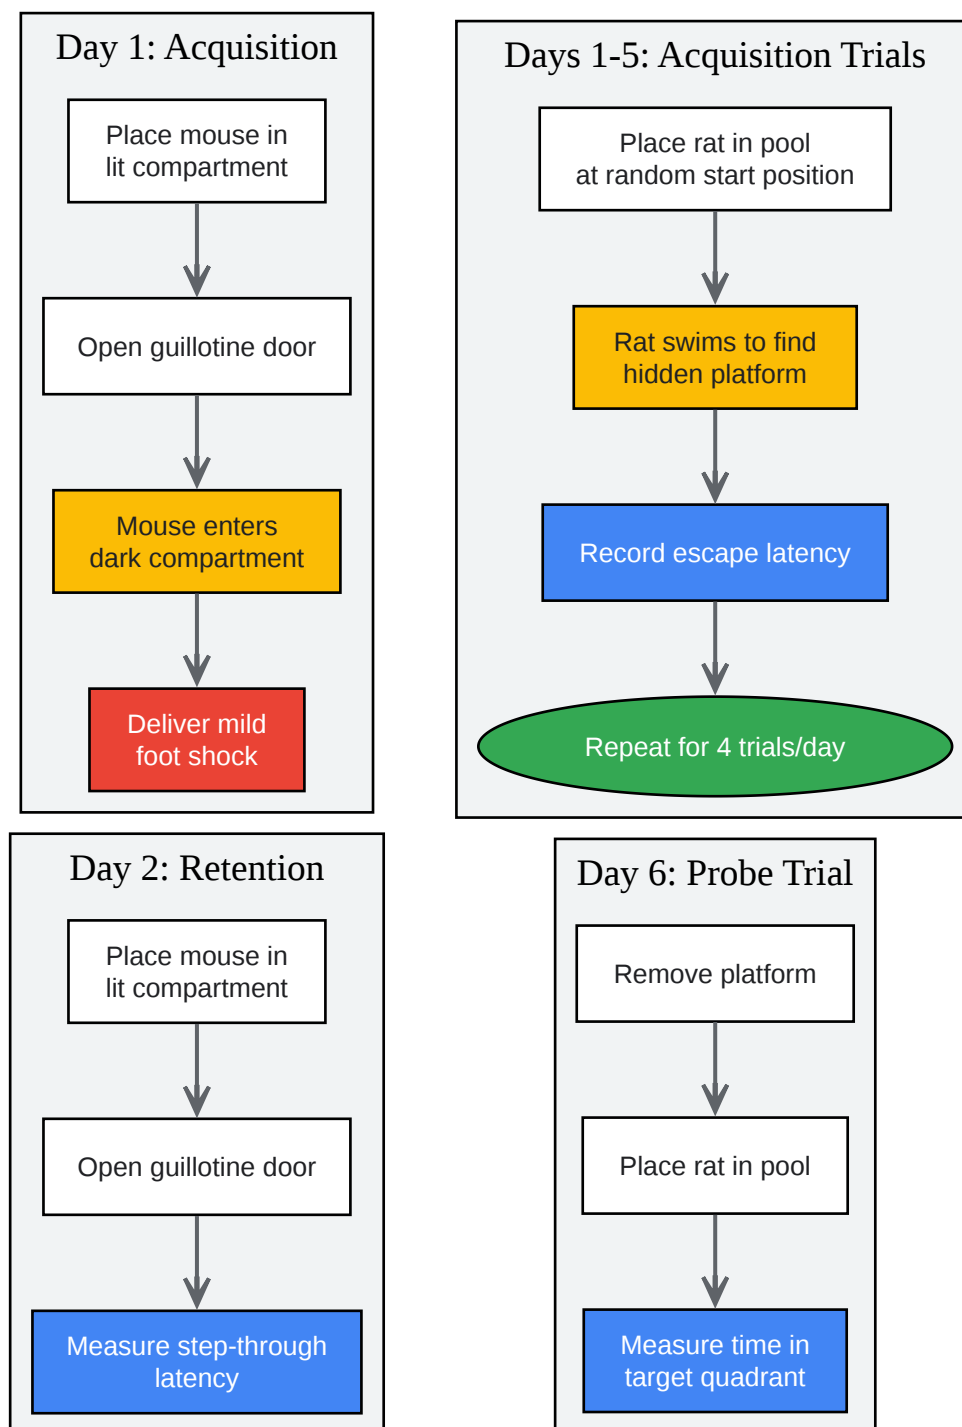 Day 1: Acquisition
Place mouse in
lit compartment
Open guillotine door
Mouse enters
dark compartment
Deliver mild
foot shock
Days 1-5: Acquisition Trials
Place rat in pool
at random start position
Rat swims to find
hidden platform
Record escape latency
Repeat for 4 trials/day
Day 2: Retention
Place mouse in
lit compartment
Open guillotine door
Measure step-through
latency
Day 6: Probe Trial
Remove platform
Place rat in pool
Measure time in
target quadrant